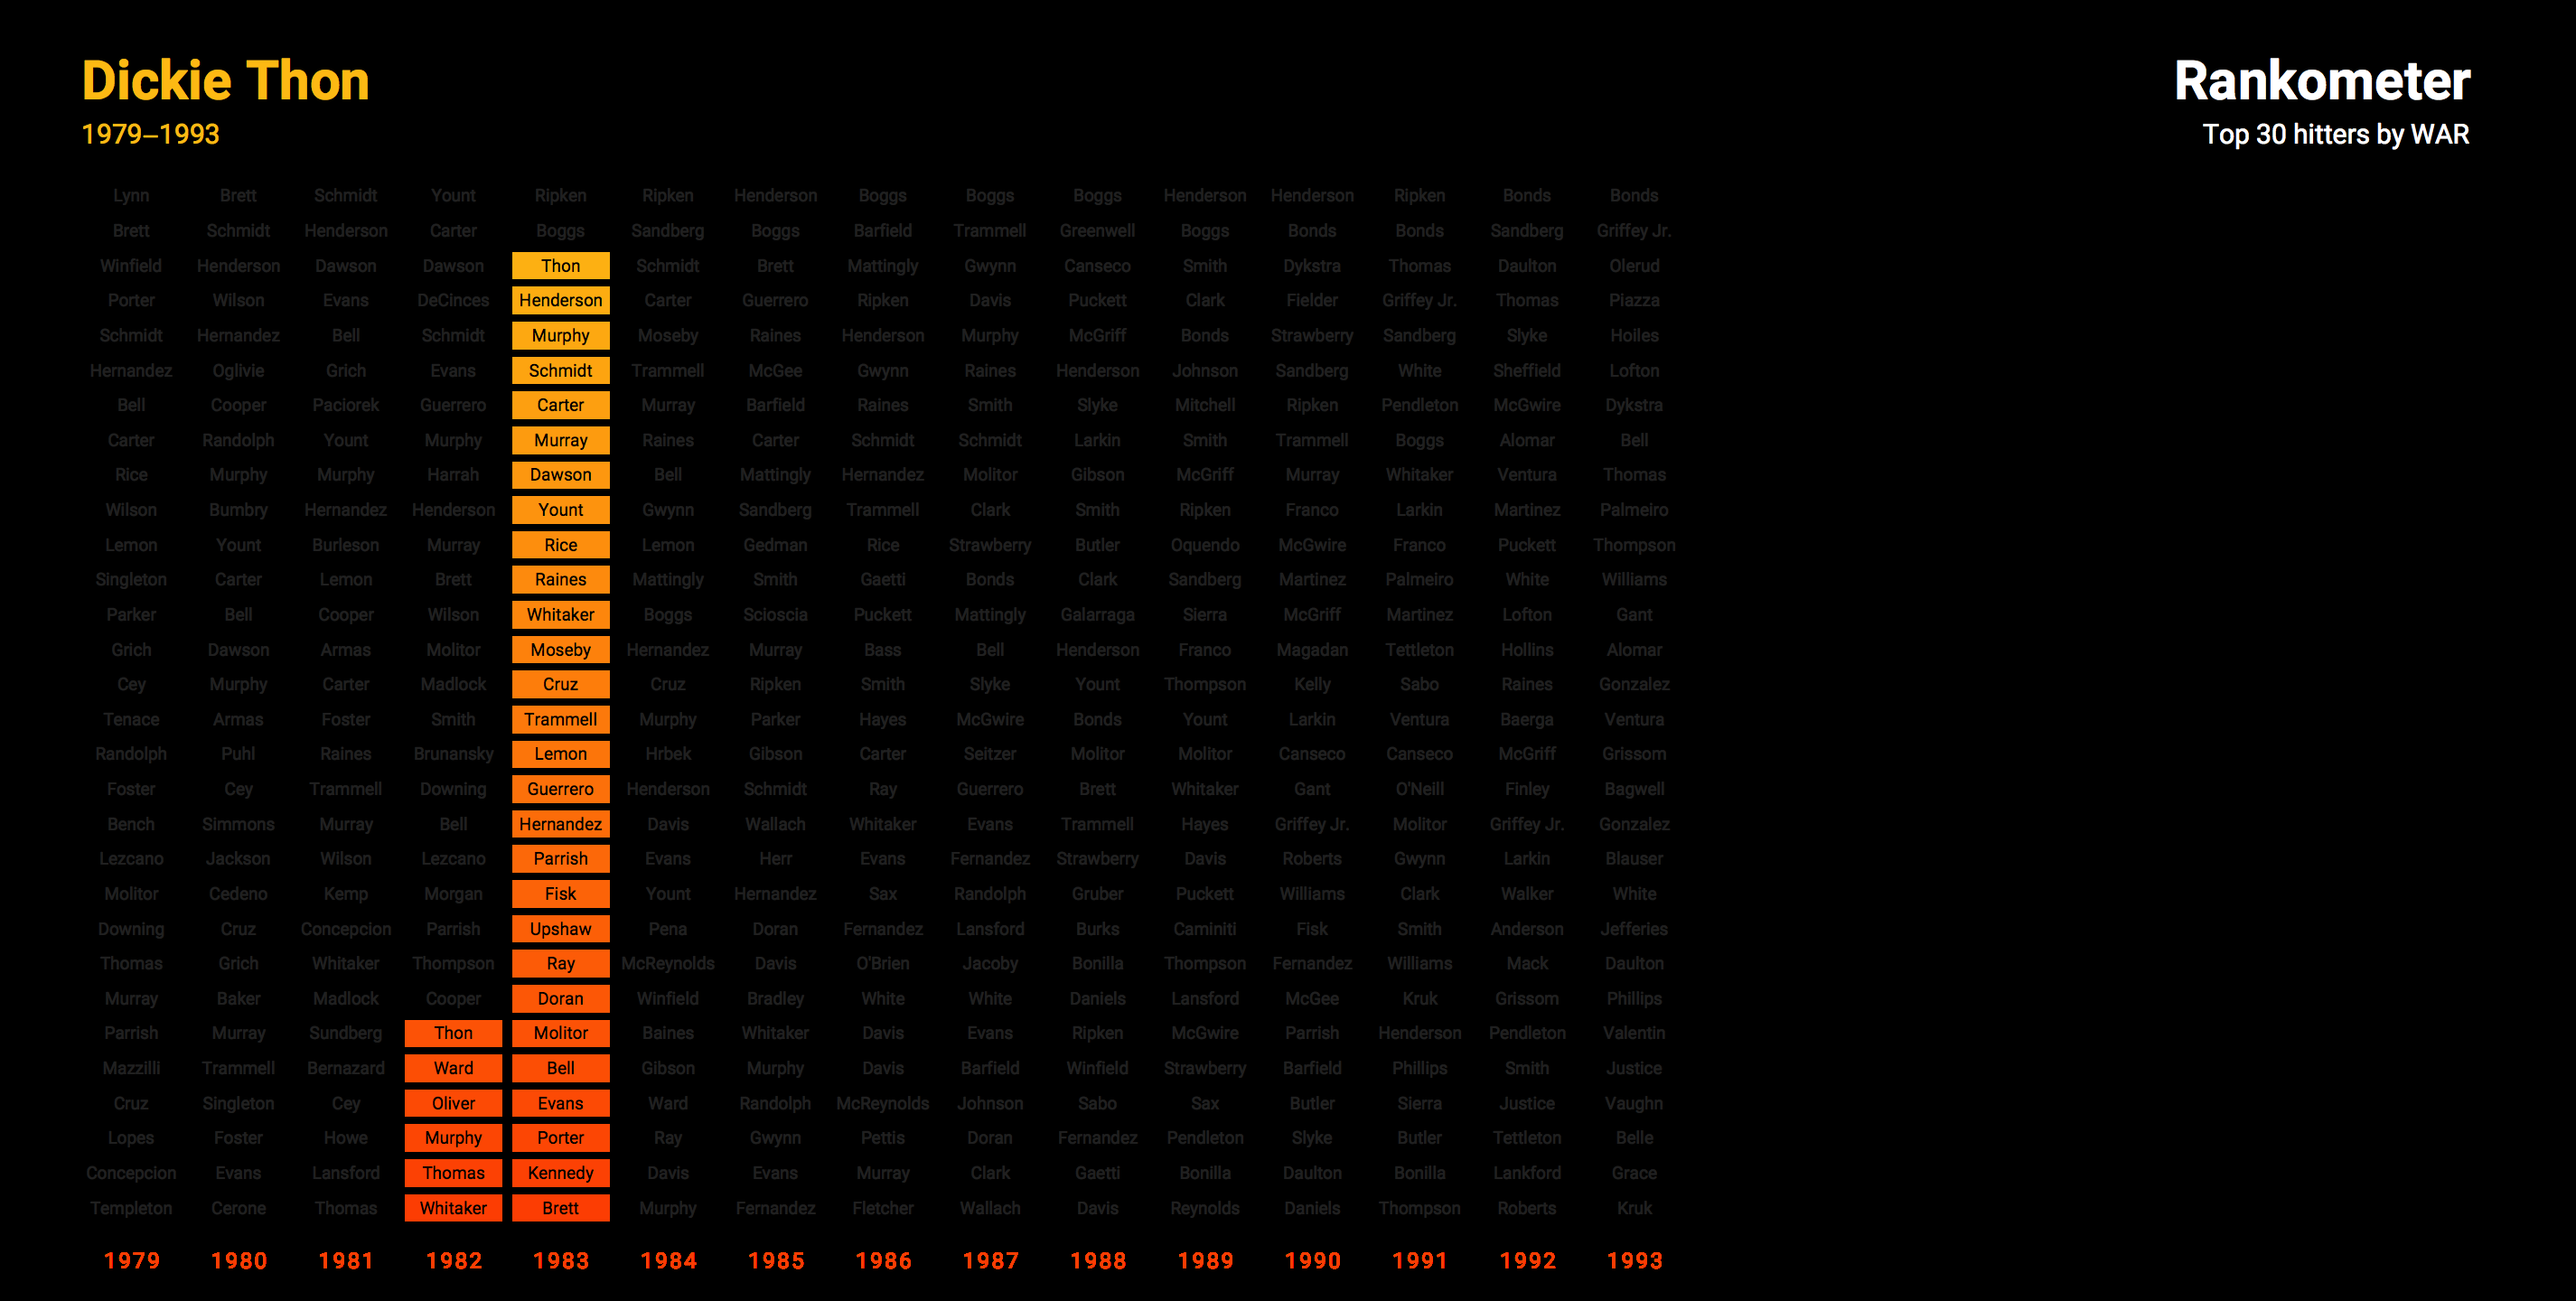 Dickie Thon
1979–1993
Rankometer
Top 30 hitters by WAR
Lynn Brett Schmidt Yount Ripken Ripken Henderson Boggs Boggs Boggs Henderson Henderson Ripken Bonds Bonds
Brett Schmidt Henderson Carter Boggs Sandberg Boggs Barfield Trammell Greenwell Boggs Bonds Bonds Sandberg Griffey Jr.
Winfield Henderson Dawson Dawson Thon Schmidt Brett Mattingly Gwynn Canseco Smith Dykstra Thomas Daulton Olerud
Porter Wilson Evans DeCinces Henderson Carter Guerrero Ripken Davis Puckett Clark Fielder Griffey Jr. Thomas Piazza
Schmidt Hernandez Bell Schmidt Murphy Moseby Raines Henderson Murphy McGriff Bonds Strawberry Sandberg Slyke Hoiles
Hernandez Oglivie Grich Evans Schmidt Trammell McGee Gwynn Raines Henderson Johnson Sandberg White Sheffield Lofton
Bell Cooper Paciorek Guerrero Carter Murray Barfield Raines Smith Slyke Mitchell Ripken Pendleton McGwire Dykstra
Carter Randolph Yount Murphy Murray Raines Carter Schmidt Schmidt Larkin Smith Trammell Boggs Alomar Bell
Rice Murphy Murphy Harrah Dawson Bell Mattingly Hernandez Molitor Gibson McGriff Murray Whitaker Ventura Thomas
Wilson Bumbry Hernandez Henderson Yount Gwynn Sandberg Trammell Clark Smith Ripken Franco Larkin Martinez Palmeiro
Lemon Yount Burleson Murray Rice Lemon Gedman Rice Strawberry Butler Oquendo McGwire Franco Puckett Thompson
Singleton Carter Lemon Brett Raines Mattingly Smith Gaetti Bonds Clark Sandberg Martinez Palmeiro White Williams
Parker Bell Cooper Wilson Whitaker Boggs Scioscia Puckett Mattingly Galarraga Sierra McGriff Martinez Lofton Gant
Grich Dawson Armas Molitor Moseby Hernandez Murray Bass Bell Henderson Franco Magadan Tettleton Hollins Alomar
Cey Murphy Carter Madlock Cruz Cruz Ripken Smith Slyke Yount Thompson Kelly Sabo Raines Gonzalez
Tenace Armas Foster Smith Trammell Murphy Parker Hayes McGwire Bonds Yount Larkin Ventura Baerga Ventura
Randolph Puhl Raines Brunansky Lemon Hrbek Gibson Carter Seitzer Molitor Molitor Canseco Canseco McGriff Grissom
Foster Cey Trammell Downing Guerrero Henderson Schmidt Ray Guerrero Brett Whitaker Gant O'Neill Finley Bagwell
Bench Simmons Murray Bell Hernandez Davis Wallach Whitaker Evans Trammell Hayes Griffey Jr. Molitor Griffey Jr. Gonzalez
Lezcano Jackson Wilson Lezcano Parrish Evans Herr Evans Fernandez Strawberry Davis Roberts Gwynn Larkin Blauser
Molitor Cedeno Kemp Morgan Fisk Yount Hernandez Sax Randolph Gruber Puckett Williams Clark Walker White
Downing Cruz Concepcion Parrish Upshaw Pena Doran Fernandez Lansford Burks Caminiti Fisk Smith Anderson Jefferies
Thomas Grich Whitaker Thompson Ray McReynolds Davis O'Brien Jacoby Bonilla Thompson Fernandez Williams Mack Daulton
Murray Baker Madlock Cooper Doran Winfield Bradley White White Daniels Lansford McGee Kruk Grissom Phillips
Parrish Murray Sundberg Thon Molitor Baines Whitaker Davis Evans Ripken McGwire Parrish Henderson Pendleton Valentin
Mazzilli Trammell Bernazard Ward Bell Gibson Murphy Davis Barfield Winfield Strawberry Barfield Phillips Smith Justice
Cruz Singleton Cey Oliver Evans Ward Randolph McReynolds Johnson Sabo Sax Butler Sierra Justice Vaughn
Lopes Foster Howe Murphy Porter Ray Gwynn Pettis Doran Fernandez Pendleton Slyke Butler Tettleton Belle
Concepcion Evans Lansford Thomas Kennedy Davis Evans Murray Clark Gaetti Bonilla Daulton Bonilla Lankford Grace
Templeton Cerone Thomas Whitaker Brett Murphy Fernandez Fletcher Wallach Davis Reynolds Daniels Thompson Roberts Kruk
1979 1980 1981 1982 1983 1984 1985 1986 1987 1988 1989 1990 1991 1992 1993